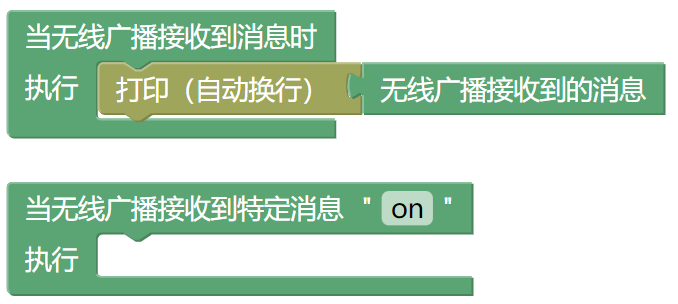 当无线广播接收到消息时
执行 打印（自动换行） 无线广播接收到的消息
当无线广播接收到特定消息 " on "
执行